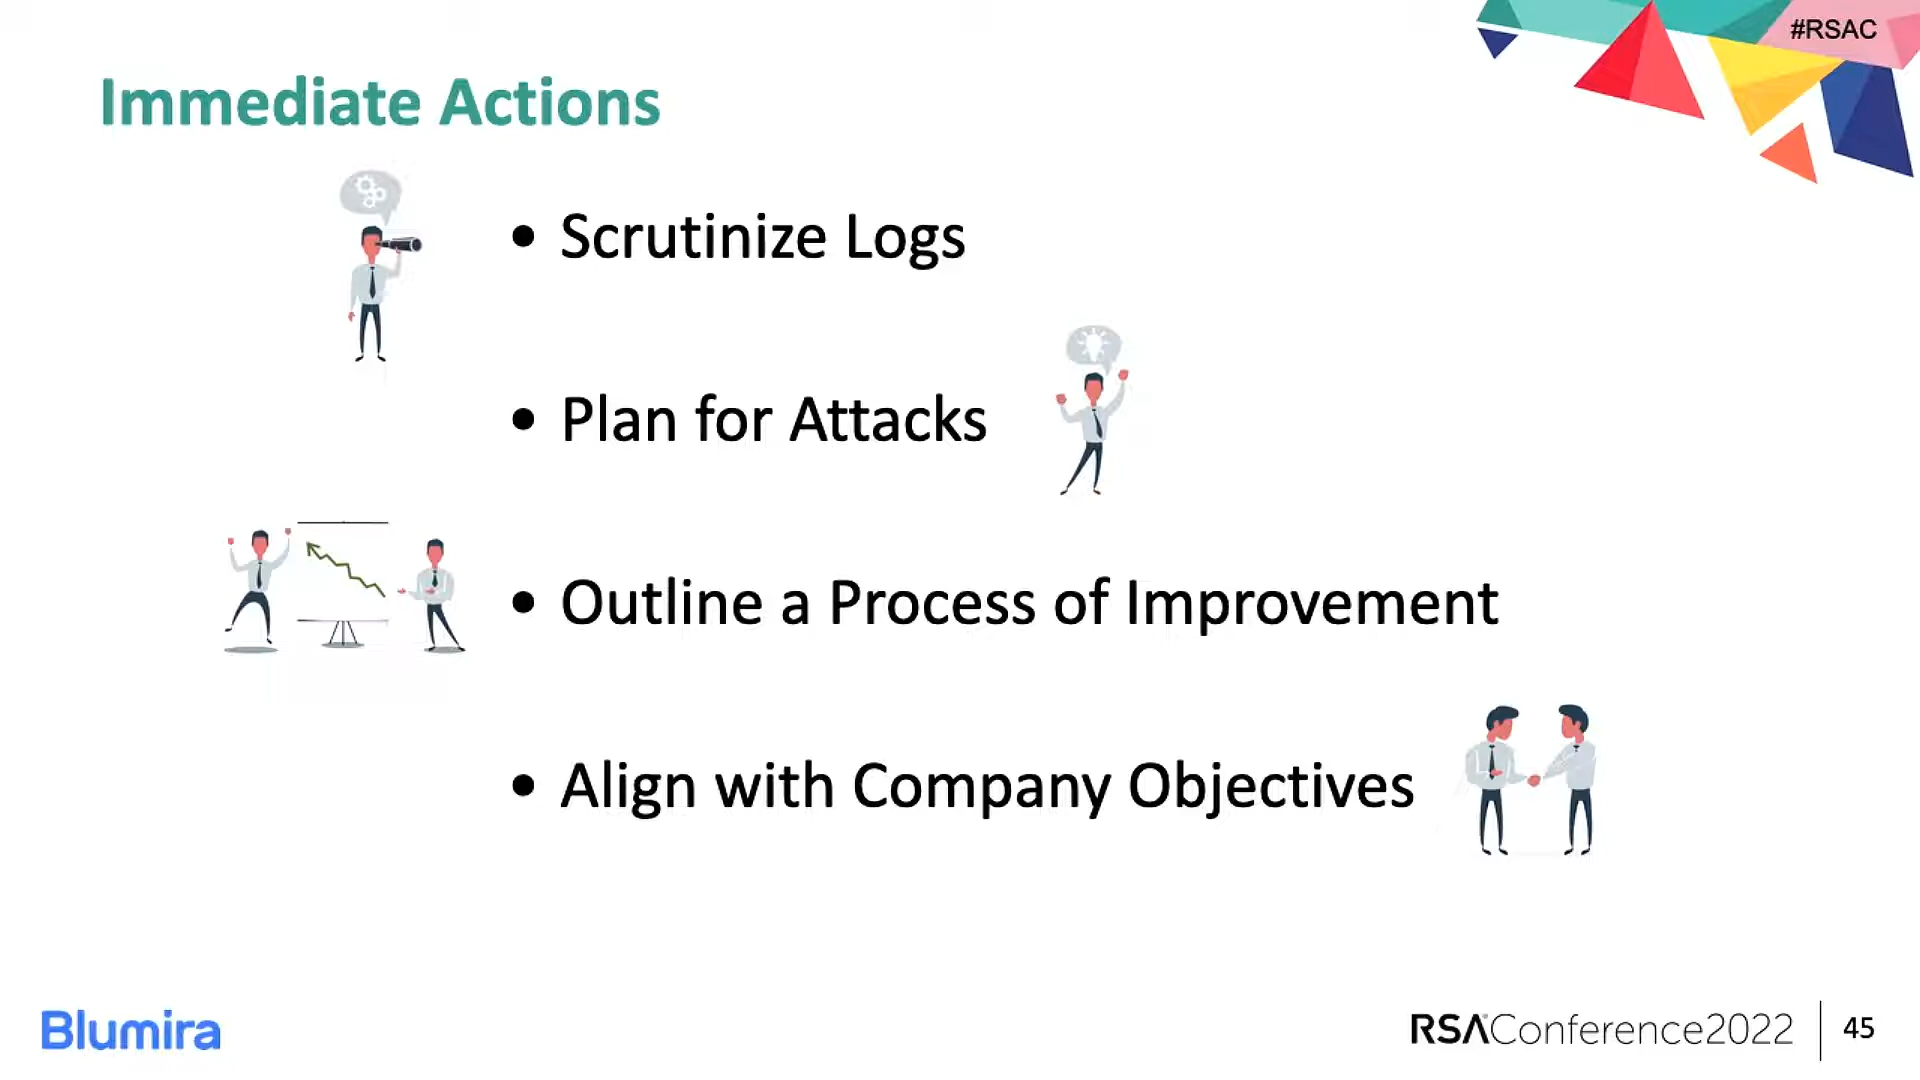 #RSAC
Immediate Actions
• Scrutinize Logs
• Plan for Attacks
• Outline a Process of Improvement
• Align with Company Objectives
Blumira
RSAConference2022
45